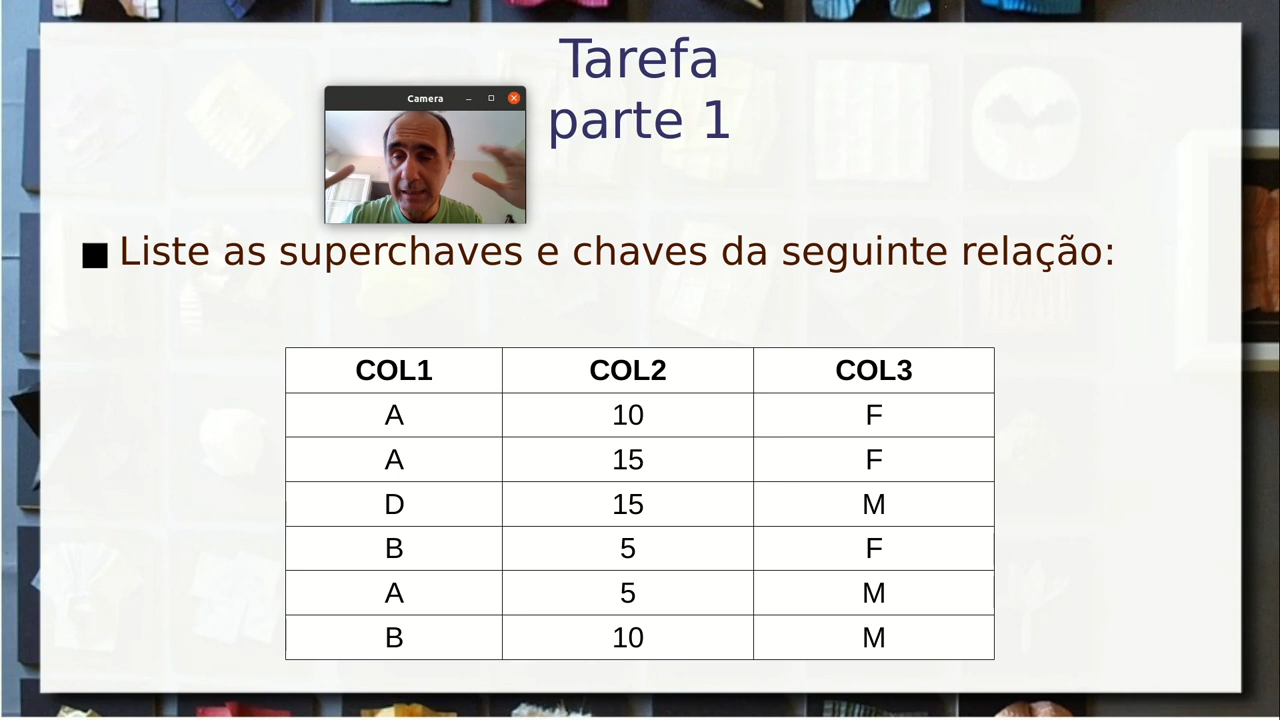 Tarefa
parte 1
Camera
Liste as superchaves e chaves da seguinte relação:
COL1 COL2 COL3
A 10 F
A 15 F
D 15 M
B 5 F
A 5 M
B 10 M